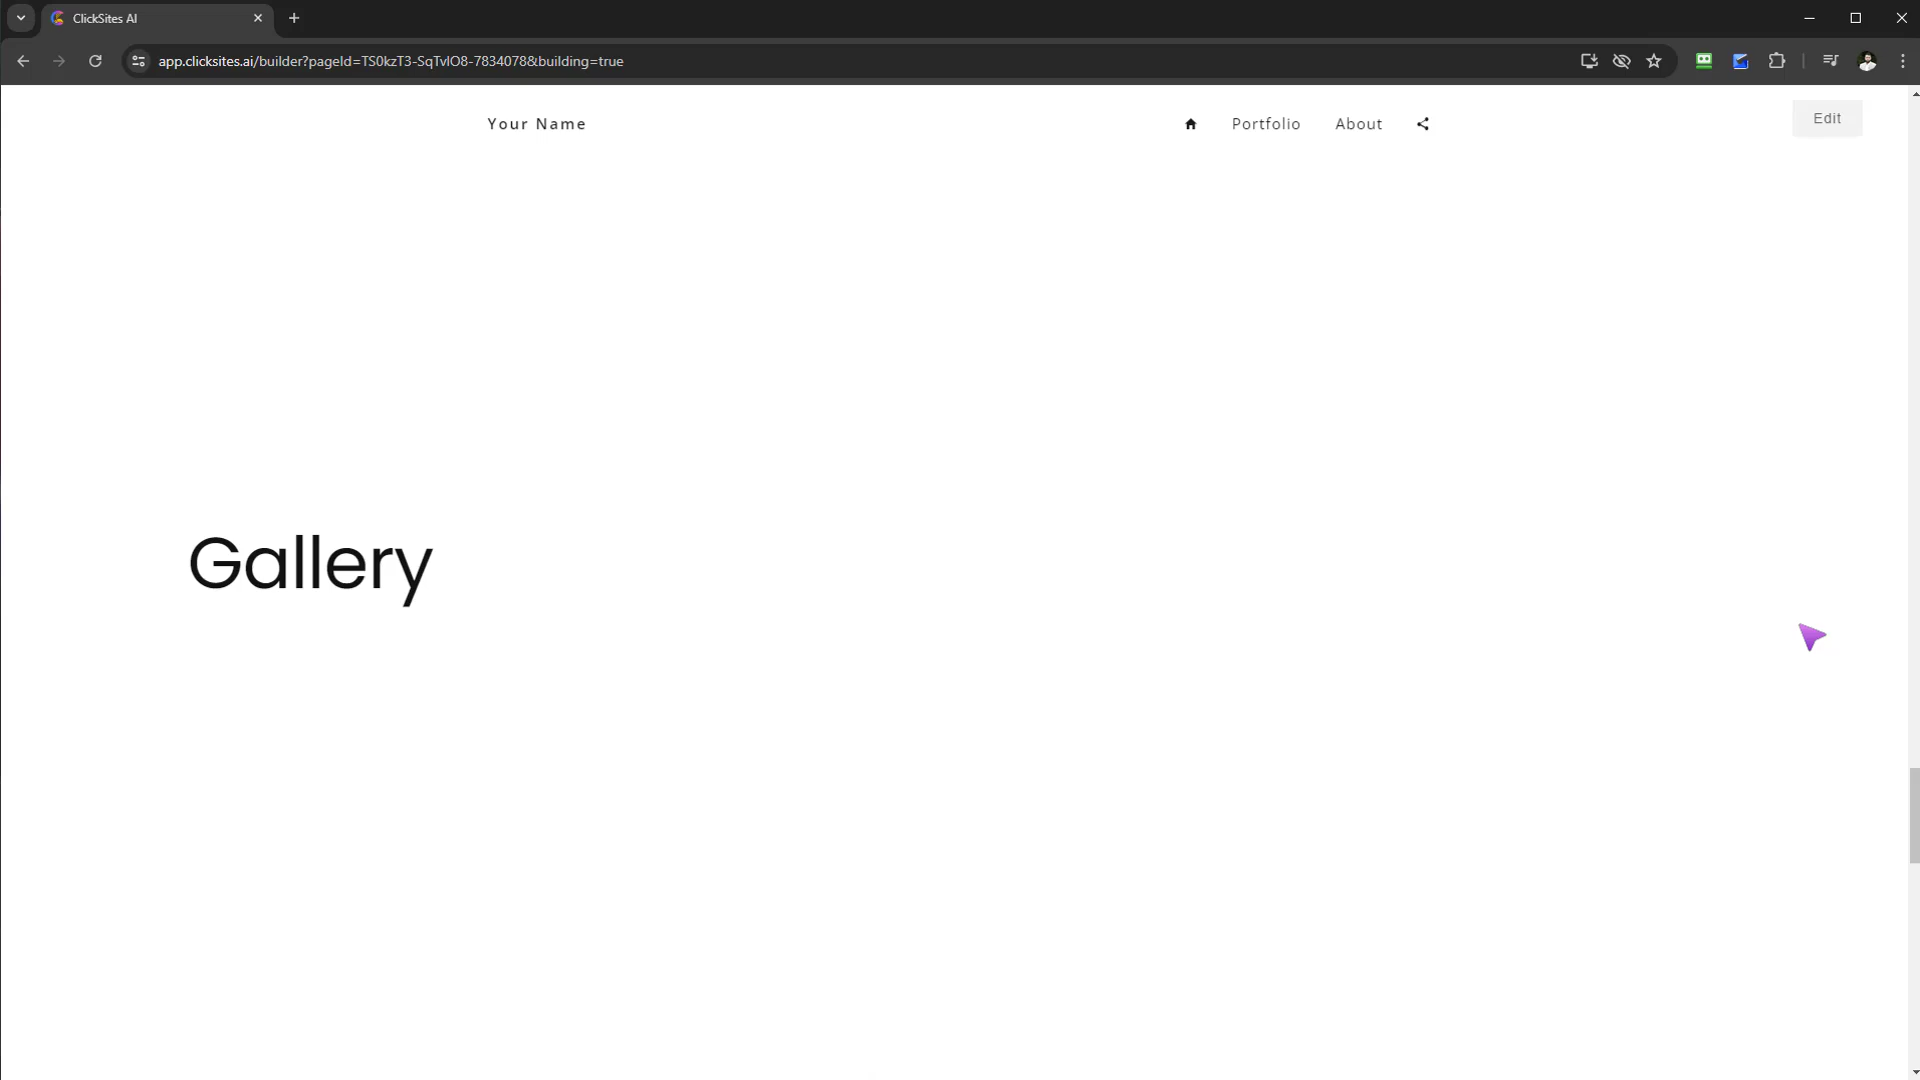 ClickSites AI
app.clicksites.ai/builder?pageId=TS0kzT3-SqTvlO8-7834078&building=true
Your Name
Portfolio
About
Edit
Gallery